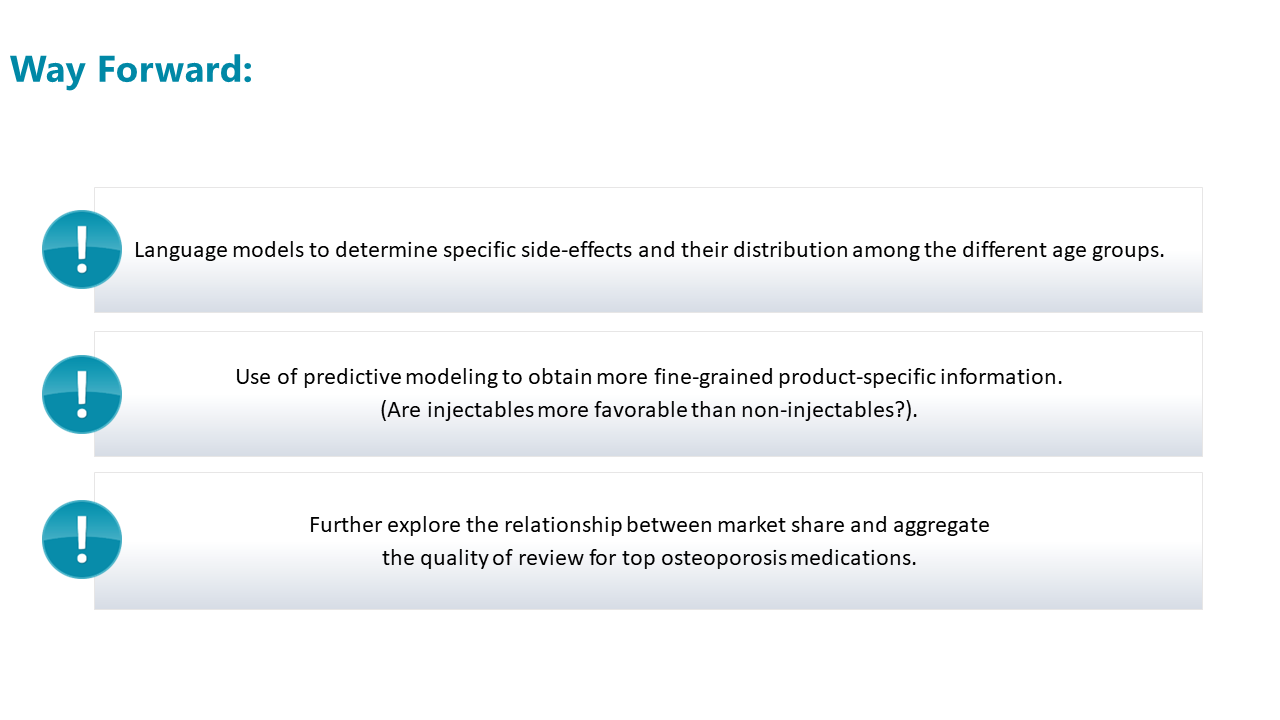 Way Forward:
Language models to determine specific side-effects and their distribution among the different age groups.
Use of predictive modeling to obtain more fine-grained product-specific information.
(Are injectables more favorable than non-injectables?).
Further explore the relationship between market share and aggregate
the quality of review for top osteoporosis medications.